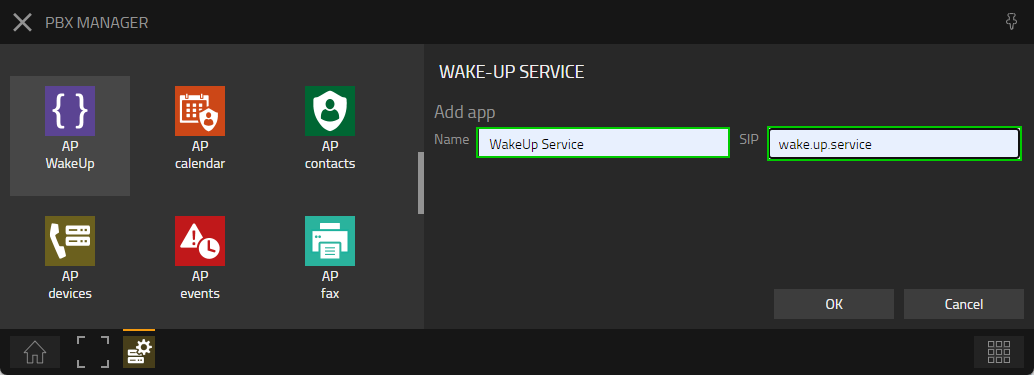 PBX MANAGER
WAKE-UP SERVICE
Add app
Name
WakeUp Service
SIP
wake.up.service
{ }
AP
WakeUp
AP
calendar
AP
contacts
AP
devices
AP
events
AP
fax
OK
Cancel